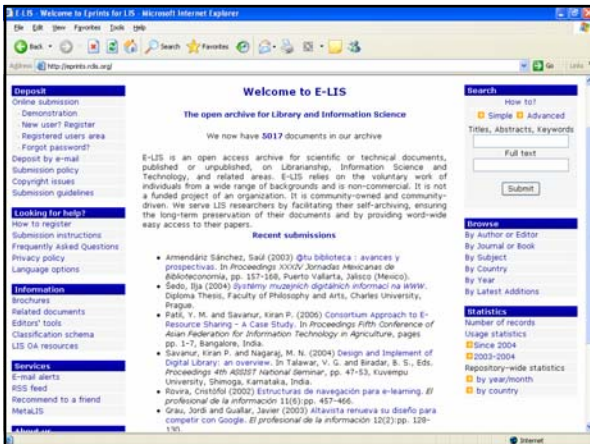 E-LIS - Welcome to Eprints for LIS - Microsoft Internet Explorer
File Edit View Favorites Tools Help
Back Search Favorites
Address http://eprints.rclis.org/ Go Links
Deposit
Online submission
- Demonstration
- New user? Register
- Registered users area
- Forgot password?
Deposit by e-mail
Submission policy
Copyright issues
Submission guidelines
Looking for help?
How to register
Submission instructions
Frequently Asked Questions
Privacy policy
Language options
Information
Brochures
Related documents
Editors' tools
Classification schema
LIS OA resources
Services
E-mail alerts
RSS feed
Recommend to a friend
MetaLIS
About us
Welcome to E-LIS
The open archive for Library and Information Science
We now have 5017 documents in our archive
E-LIS is an open access archive for scientific or technical documents,
published or unpublished, on Librarianship, Information Science and
Technology, and related areas. E-LIS relies on the voluntary work of
individuals from a wide range of backgrounds and is non-commercial. It is not
a funded project of an organization. It is community-owned and community-
driven. We serve LIS researchers by facilitating their self-archiving, ensuring
the long-term preservation of their documents and by providing word-wide
easy access to their papers.
Recent submissions
• Armendáriz Sánchez, Saúl (2003) @tu biblioteca : avances y
prospectivas. In Proceedings XXXIV Jornadas Mexicanas de
Biblioteconomía, pp. 157-168, Puerto Vallarta, Jalisco (Mexico).
• Šedo, Ilja (2004) Systémy muzejních digitálních informací na WWW.
Diploma Thesis, Faculty of Philosophy and Arts, Charles University,
Prague.
• Patil, Y. M. and Savanur, Kiran P. (2006) Consortium Approach to E-
Resource Sharing - A Case Study. In Proceedings Fifth Conference of
Asian Federation for Information Technology in Agriculture, pages
pp. 1-7, Bangalore, India.
• Savanur, Kiran P. and Nagaraj, M. N. (2004) Design and Implement of
Digital Library: an overview. In Talawar, V. G. and Biradar, B. S., Eds.
Proceedings 4th ASSIST National Seminar, pp. 47-53, Kuvempu
University, Shimoga, Karnataka, India.
• Rovira, Cristófol (2002) Estructuras de navegación para e-learning. El
profesional de la información 11(6):pp. 457-466.
• Grau, Jordi and Guallar, Javier (2003) Altavista renueva su diseño para
competir con Google. El profesional de la información 12(2):pp. 128-
130.
Search
How to?
Simple Advanced
Titles, Abstracts, Keywords
Full text
Submit
Browse
By Author or Editor
By Journal or Book
By Subject
By Country
By Year
By Latest Additions
Statistics
Number of records
Usage statistics
Since 2004
2003-2004
Repository-wide statistics
by year/month
by country
Internet